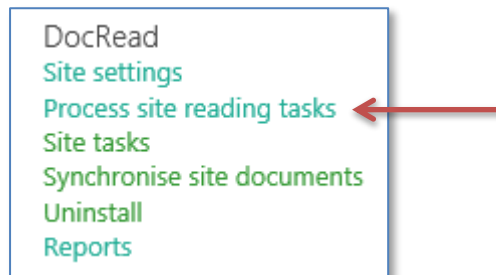 DocRead
Site settings
Process site reading tasks
Site tasks
Synchronise site documents
Uninstall
Reports